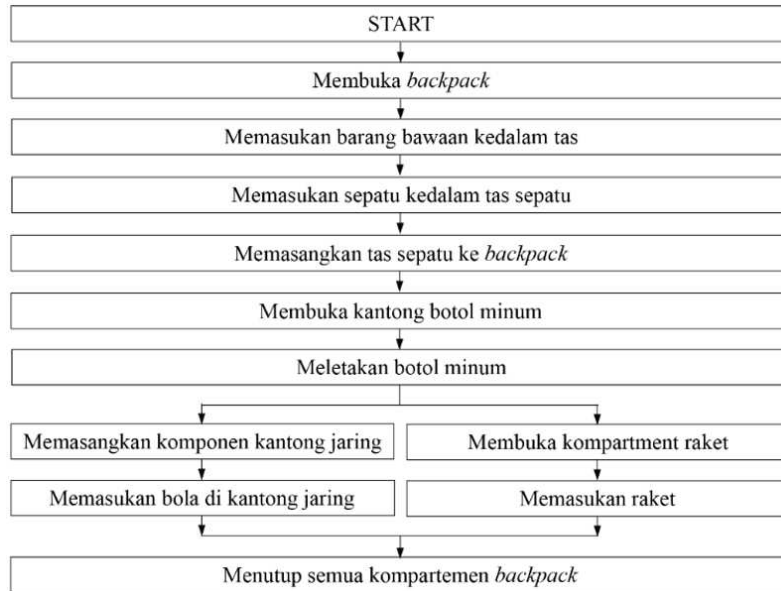 START
Membuka backpack
Memasukan barang bawaan kedalam tas
Memasukan sepatu kedalam tas sepatu
Memasangkan tas sepatu ke backpack
Membuka kantong botol minum
Meletakan botol minum
Memasangkan komponen kantong jaring
Memasukan bola di kantong jaring
Membuka kompartment raket
Memasukan raket
Menutup semua kompartemen backpack